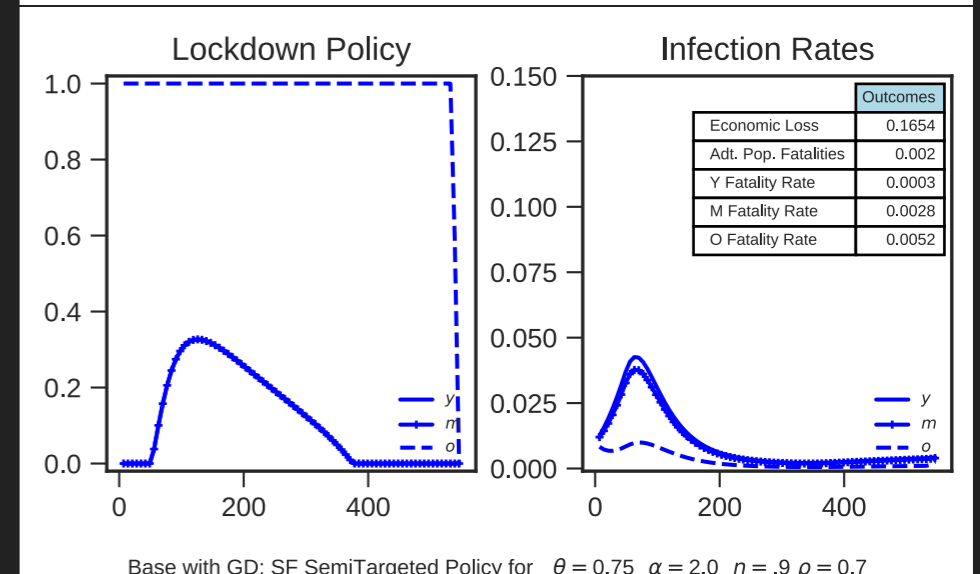 Lockdown Policy
1.0
0.8
0.6
0.4
0.2
0.0
0
200
400
y
m
o
Infection Rates
0.150
0.125
0.100
0.075
0.050
0.025
0.000
0
200
400
Outcomes
Economic Loss 0.1654
Adt. Pop. Fatalities 0.002
Y Fatality Rate 0.0003
M Fatality Rate 0.0028
O Fatality Rate 0.0052
y
m
o
Base with GD: SF SemiTargeted Policy for θ = 0.75 α = 2.0 n = .9 ρ = 0.7